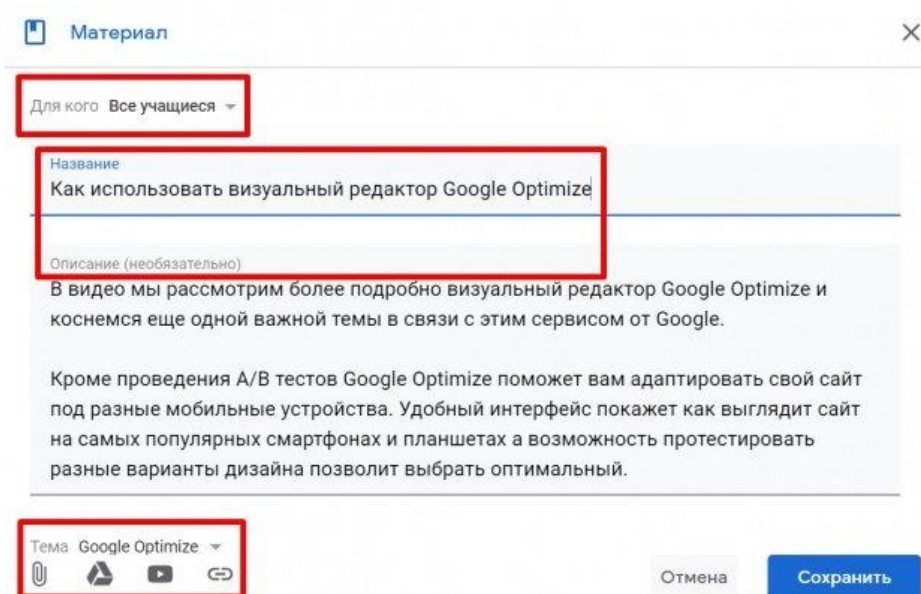 Материал
Для кого Все учащиеся
Название
Как использовать визуальный редактор Google Optimize
Описание (необязательно)
В видео мы рассмотрим более подробно визуальный редактор Google Optimize и
коснемся еще одной важной темы в связи с этим сервисом от Google.
Кроме проведения А/В тестов Google Optimize поможет вам адаптировать свой сайт
под разные мобильные устройства. Удобный интерфейс покажет как выглядит сайт
на самых популярных смартфонах и планшетах а возможность протестировать
разные варианты дизайна позволит выбрать оптимальный.
Тема Google Optimize
Отмена
Сохранить